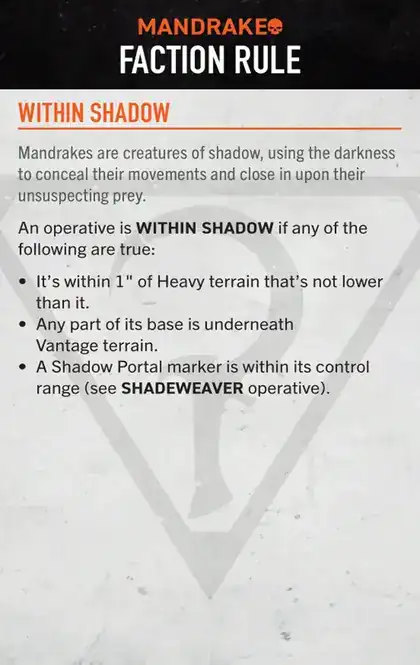 MANDRAKE
FACTION RULE
WITHIN SHADOW
Mandrakes are creatures of shadow, using the darkness
to conceal their movements and close in upon their
unsuspecting prey.
An operative is WITHIN SHADOW if any of the
following are true:
• It's within 1" of Heavy terrain that's not lower
than it.
• Any part of its base is underneath
Vantage terrain.
• A Shadow Portal marker is within its control
range (see SHADEWEAVER operative).